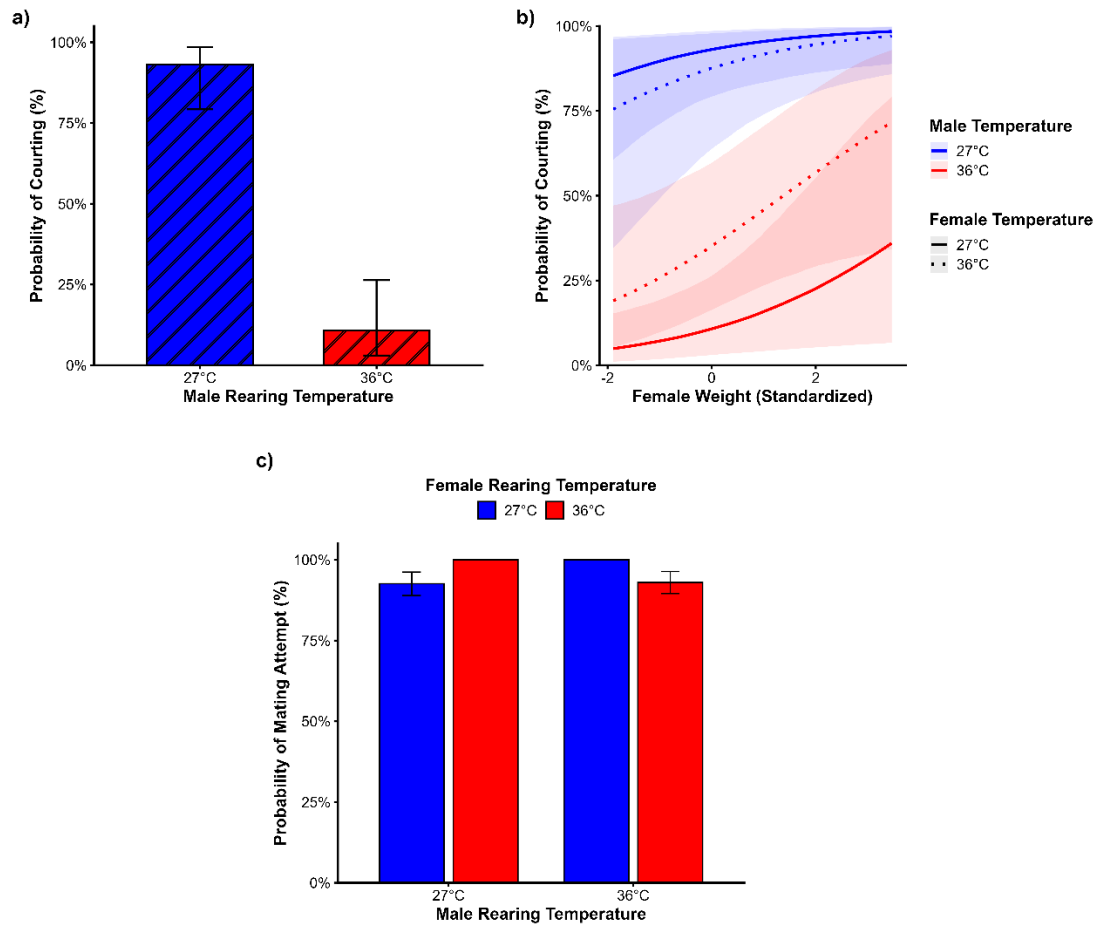 a)
Probability of Courting (%)
100%
75%
50%
25%
0%
27°C
36°C
Male Rearing Temperature
b)
Probability of Courting (%)
100%
75%
50%
25%
0%
-2
0
2
Female Weight (Standardized)
Male Temperature
27°C
36°C
Female Temperature
27°C
36°C
c)
Female Rearing Temperature
27°C 36°C
Probability of Mating Attempt (%)
100%
75%
50%
25%
0%
27°C
36°C
Male Rearing Temperature